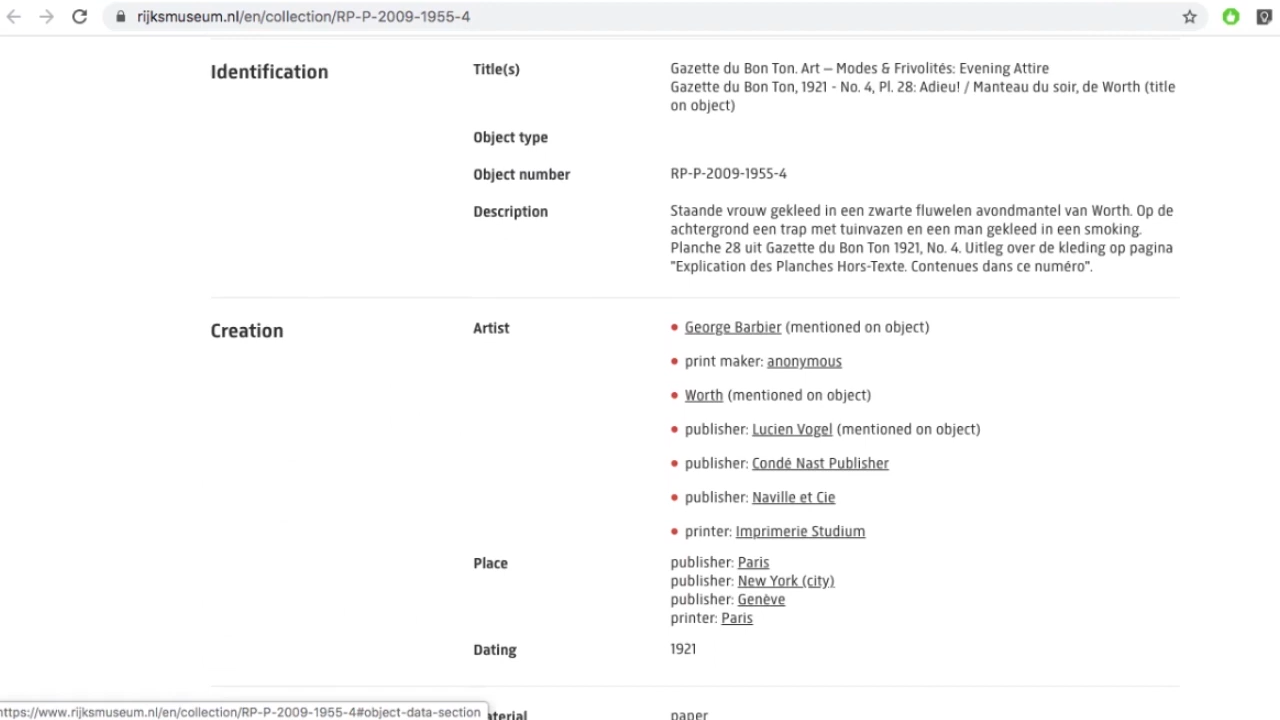 rijksmuseum.nl/en/collection/RP-P-2009-1955-4
Identification
Title(s)
Gazette du Bon Ton. Art – Modes & Frivolités: Evening Attire
Gazette du Bon Ton, 1921 - No. 4, Pl. 28: Adieu! / Manteau du soir, de Worth (title
on object)
Object type
Object number
RP-P-2009-1955-4
Description
Staande vrouw gekleed in een zwarte fluwelen avondmantel van Worth. Op de
achtergrond een trap met tuinvazen en een man gekleed in een smoking.
Planche 28 uit Gazette du Bon Ton 1921, No. 4. Uitleg over de kleding op pagina
"Explication des Planches Hors-Texte. Contenues dans ce numéro".
Creation
Artist
George Barbier (mentioned on object)
print maker: anonymous
Worth (mentioned on object)
publisher: Lucien Vogel (mentioned on object)
publisher: Condé Nast Publisher
publisher: Naville et Cie
printer: Imprimerie Studium
Place
publisher: Paris
publisher: New York (city)
publisher: Genève
printer: Paris
Dating
1921
https://www.rijksmuseum.nl/en/collection/RP-P-2009-1955-4#object-data-section
aterial
paper